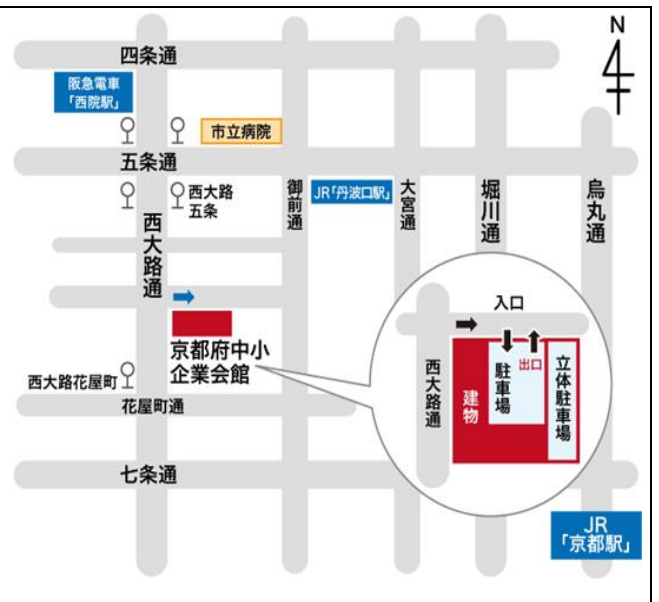 N
四条通
阪急電車
「西院駅」
市立病院
五条通
西大路
五条
御前通
JR「丹波口駅」
大宮通
堀川通
烏丸通
西大路通
京都府中小
企業会館
西大路花屋町
花屋町通
七条通
入口
西大路通
建物
駐車場
出口
立体駐車場
JR
「京都駅」